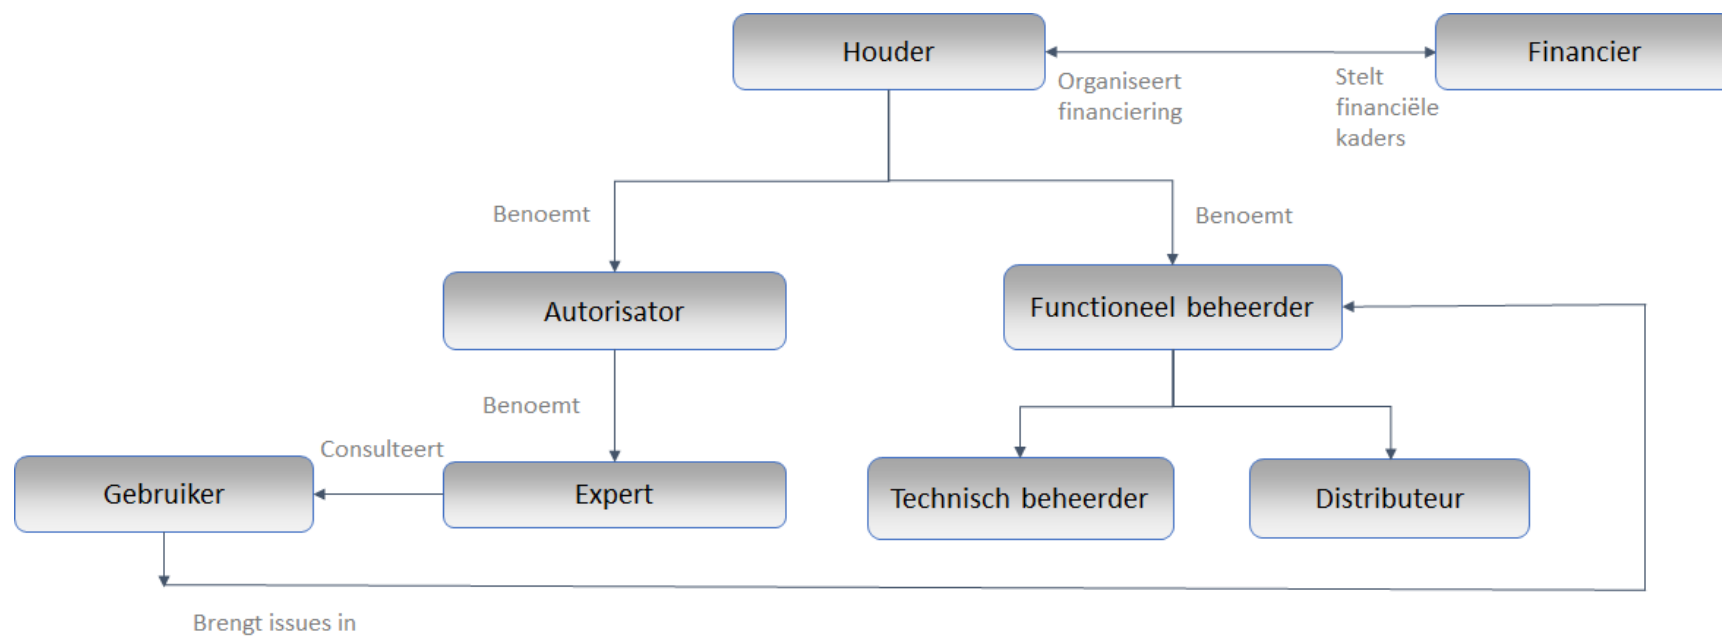 Houder
Financier
Organiseert
financiering
Stelt
financiële
kaders
Benoemt
Benoemt
Autorisator
Functioneel beheerder
Benoemt
Consulteert
Gebruiker
Expert
Technisch beheerder
Distributeur
Brengt issues in